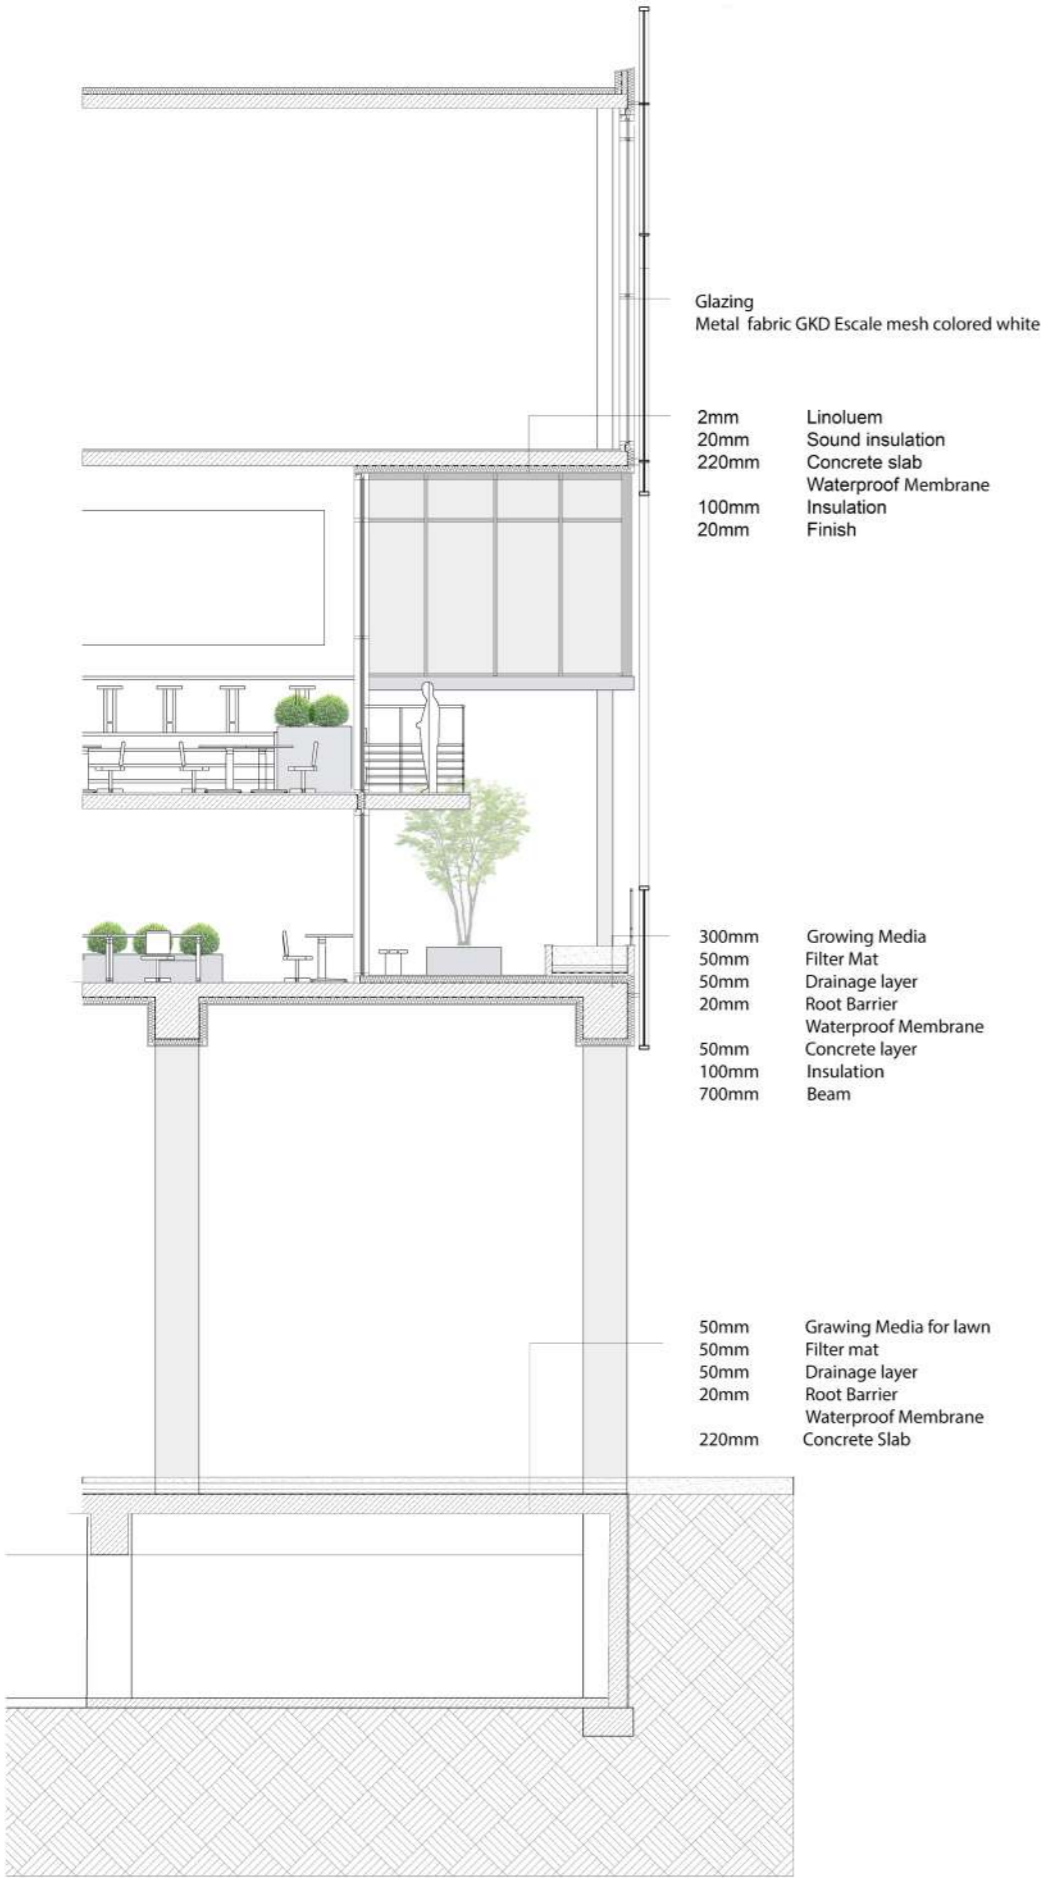 Glazing
Metal fabric GKD Escale mesh colored white
2mm Linoluem
20mm Sound insulation
220mm Concrete slab
Waterproof Membrane
100mm Insulation
20mm Finish
300mm Growing Media
50mm Filter Mat
50mm Drainage layer
20mm Root Barrier
Waterproof Membrane
50mm Concrete layer
100mm Insulation
700mm Beam
50mm Grawing Media for lawn
50mm Filter mat
50mm Drainage layer
20mm Root Barrier
Waterproof Membrane
220mm Concrete Slab